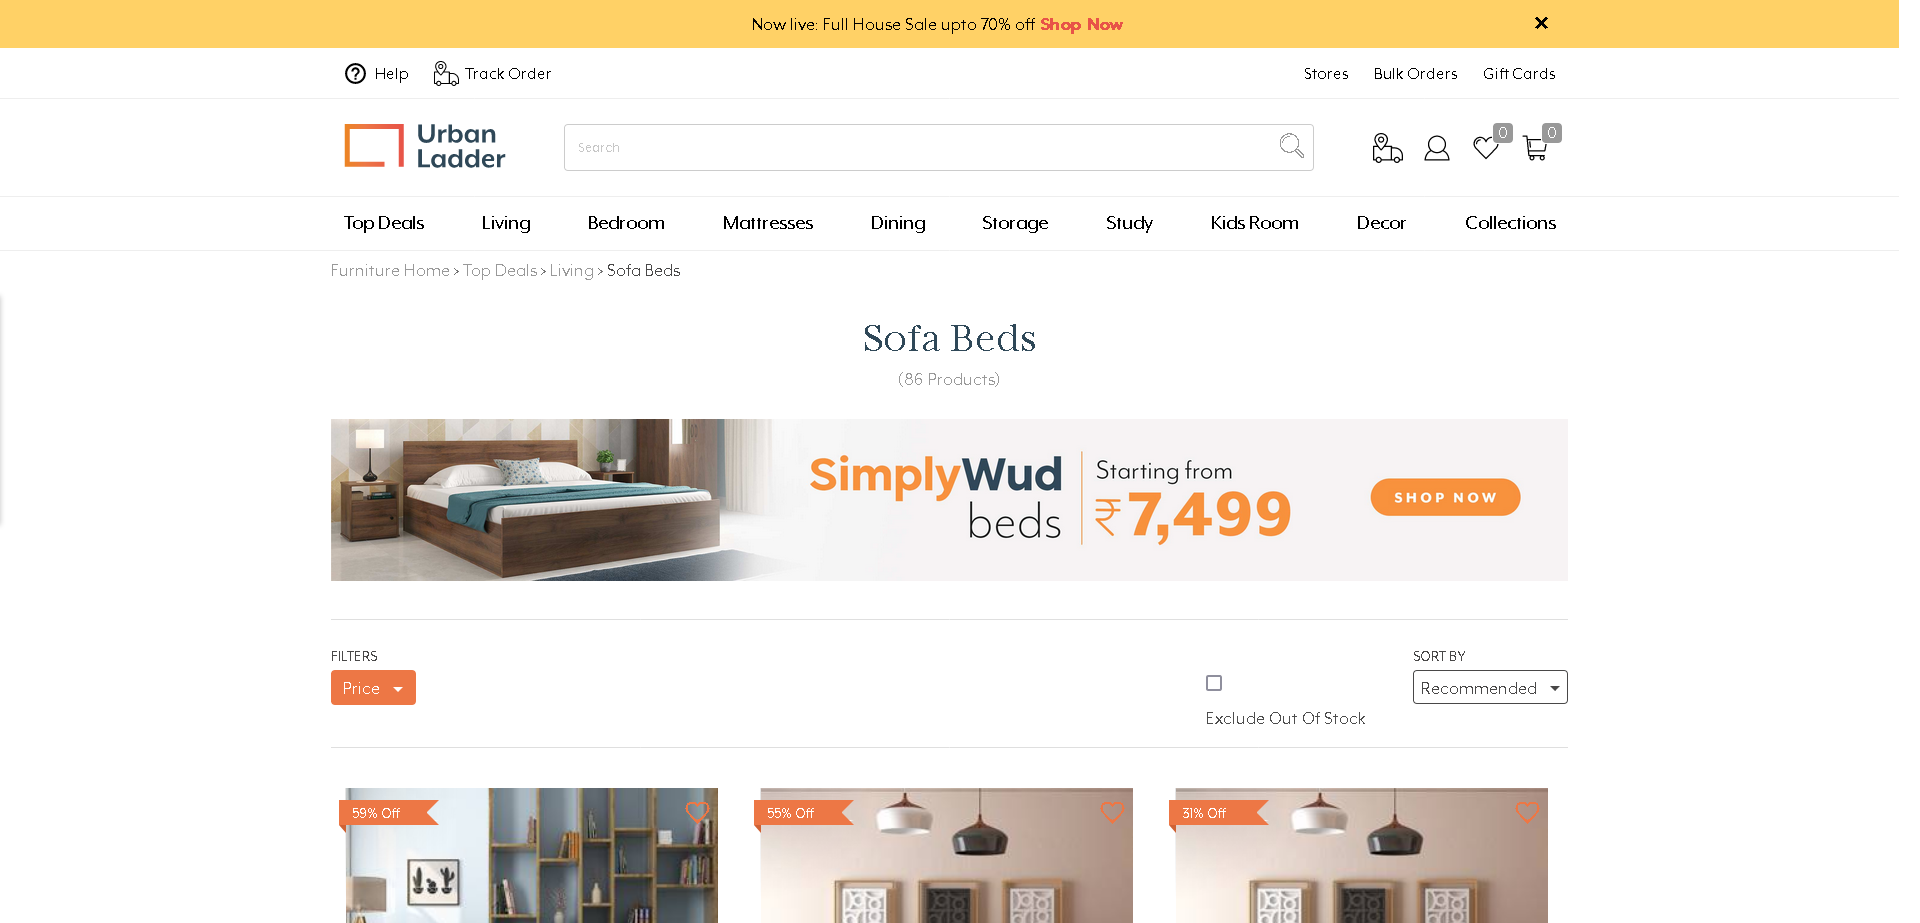 Now live: Full House Sale upto 70% off Shop Now
Help
Track Order
Stores
Bulk Orders
Gift Cards
Urban
Ladder
Search
0
0
Top Deals
Living
Bedroom
Mattresses
Dining
Storage
Study
Kids Room
Decor
Collections
Furniture Home > Top Deals > Living > Sofa Beds
Sofa Beds
(86 Products)
SimplyWud
beds
Starting from
₹7,499
SHOP NOW
FILTERS
Price
Exclude Out Of Stock
SORT BY
Recommended
59% Off
55% Off
31% Off